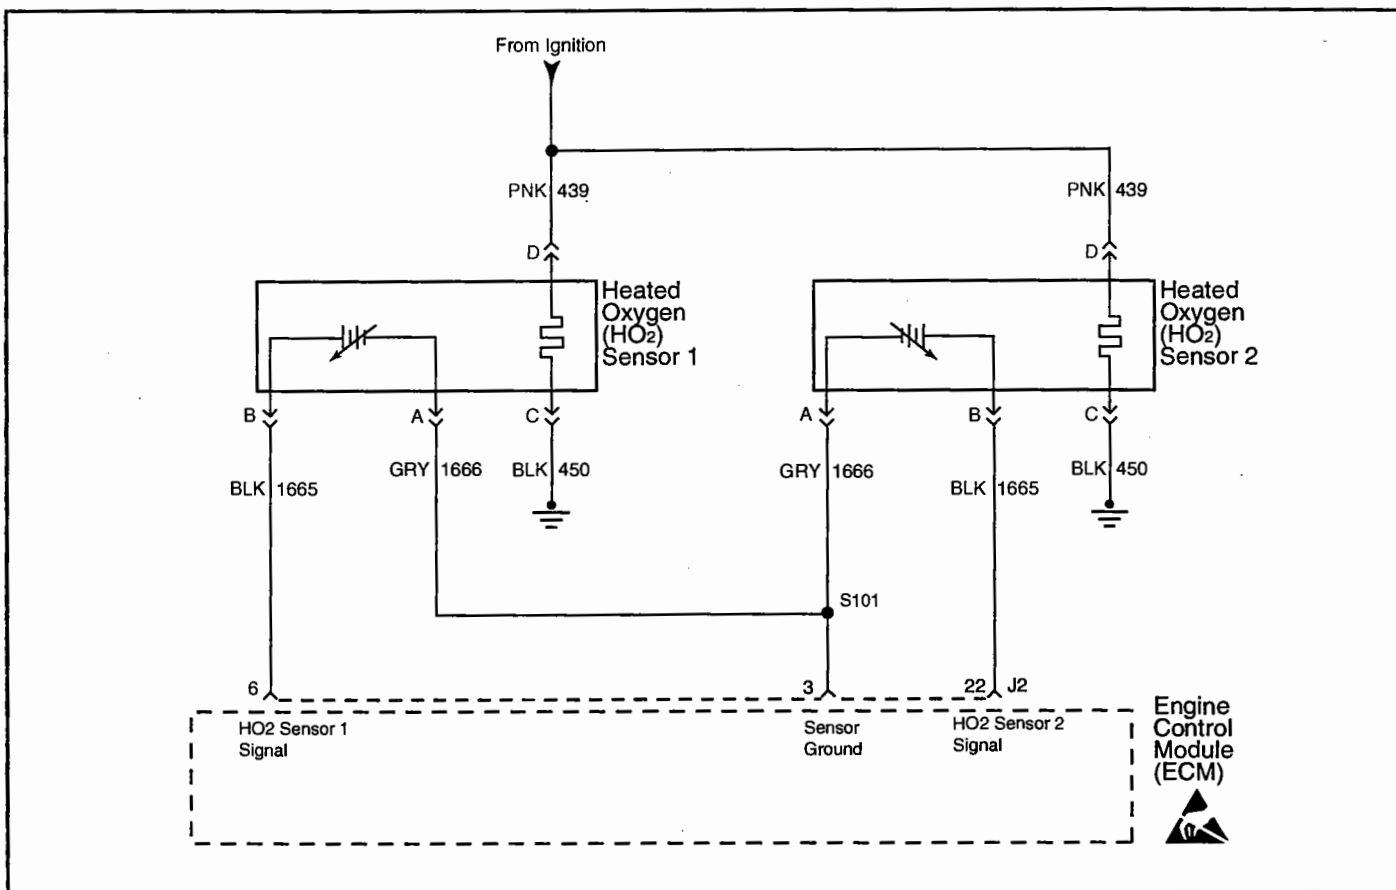 From Ignition
PNK 439
PNK 439
D
D
Heated
Oxygen
(HO2)
Sensor 1
Heated
Oxygen
(HO2)
Sensor 2
B
A
C
A
B
C
BLK 1665
GRY 1666
BLK 450
GRY 1666
BLK 1665
BLK 450
S101
6
3
22 J2
HO2 Sensor 1
Signal
Sensor
Ground
HO2 Sensor 2
Signal
Engine
Control
Module
(ECM)